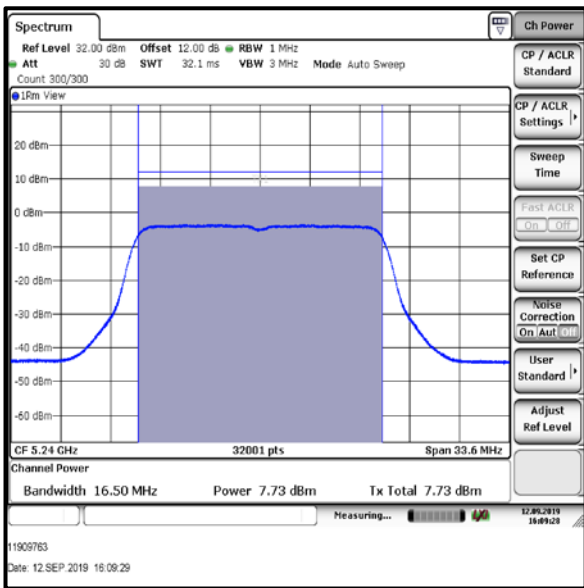 Spectrum
Ref Level 32.00 dBm Offset 12.00 dB RBW 1 MHz
Att 30 dB SWT 32.1 ms VBW 3 MHz Mode Auto Sweep
Count 300/300
1Rm View
20 dBm
10 dBm
0 dBm
-10 dBm
-20 dBm
-30 dBm
-40 dBm
-50 dBm
-60 dBm
CF 5.24 GHz 32001 pts Span 33.6 MHz
Channel Power
Bandwidth 16.50 MHz Power 7.73 dBm Tx Total 7.73 dBm
Measuring...
12.09.2019
16:09:28
Ch Power
CP / ACLR
Standard
CP / ACLR
Settings
Sweep
Time
Fast ACLR
On Off
Set CP
Reference
Noise
Correction
On Aut Off
User
Standard
Adjust
Ref Level
11909763
Date: 12.SEP.2019 16:09:29